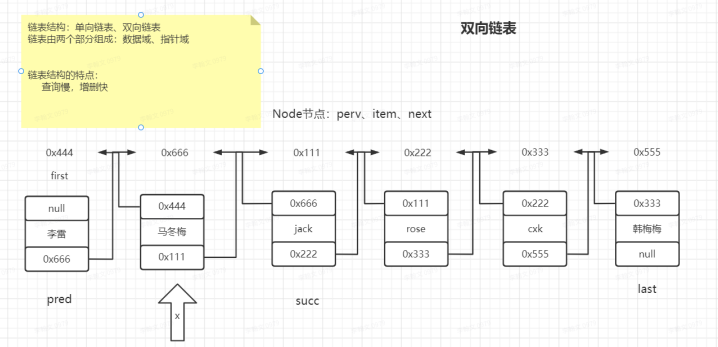 链表结构：单向链表、双向链表
链表由两个部分组成：数据域、指针域
链表结构的特点：
查询慢，增删快
双向链表
Node节点：perv、item、next
0x444 0x666 0x111 0x222 0x333 0x555
first
null 0x444 0x666 0x111 0x222 0x333
李雷 马冬梅 jack rose cxk 韩梅梅
0x666 0x111 0x222 0x333 0x555 null
pred succ last
x